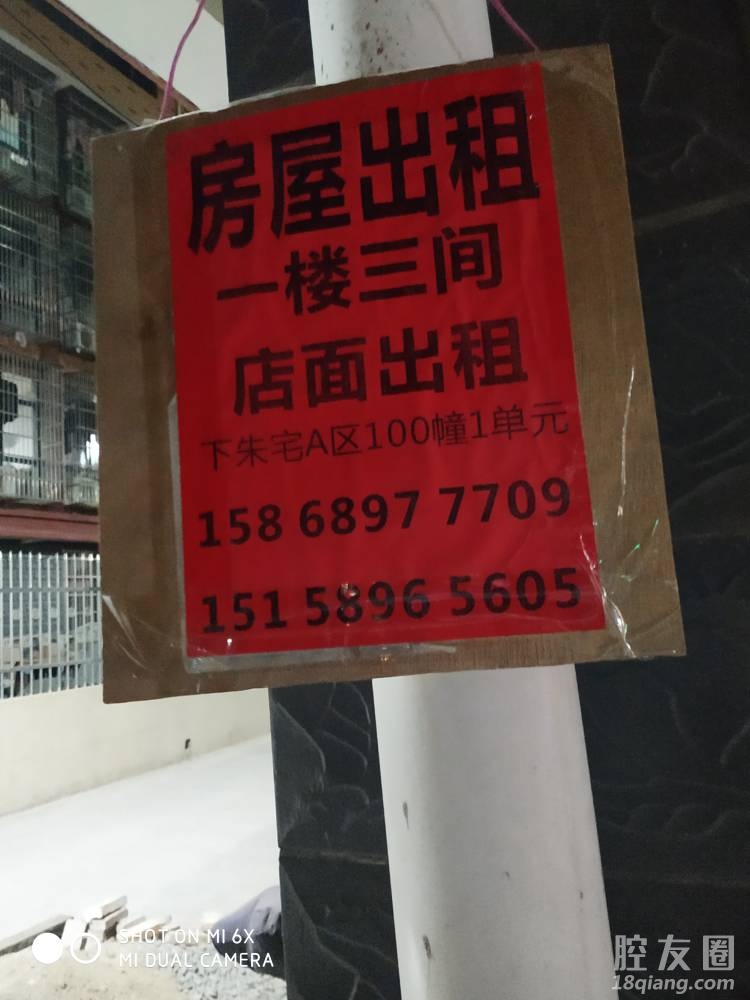 房屋出租
一楼三间
店面出租
下朱宅A区100幢1单元
158 6897 7709
151 5896 5605
SHOT ON MI 6X
MI DUAL CAMERA
腔友圈
18qiang.com